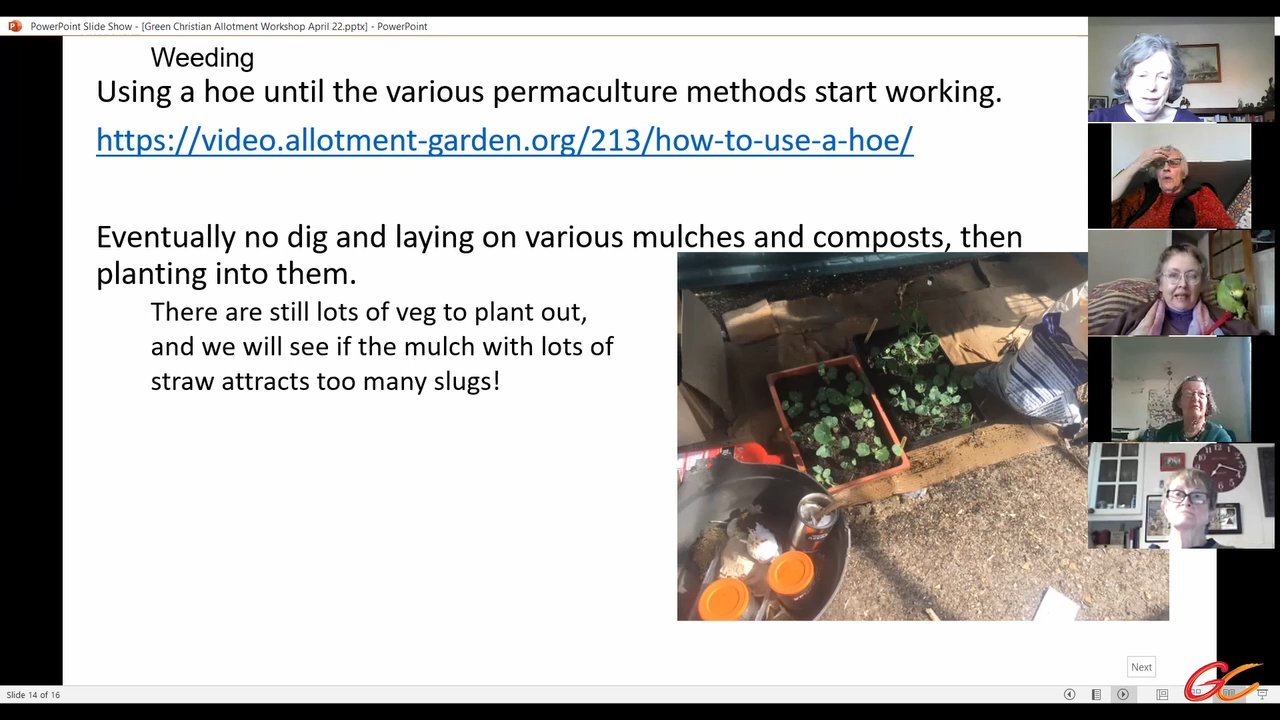 PowerPoint Slide Show - [Green Christian Allotment Workshop April 22.pptx] - PowerPoint
Weeding
Using a hoe until the various permaculture methods start working.
https://video.allotment-garden.org/213/how-to-use-a-hoe/
Eventually no dig and laying on various mulches and composts, then
planting into them.
There are still lots of veg to plant out,
and we will see if the mulch with lots of
straw attracts too many slugs!
Next
Slide 14 of 16
GC